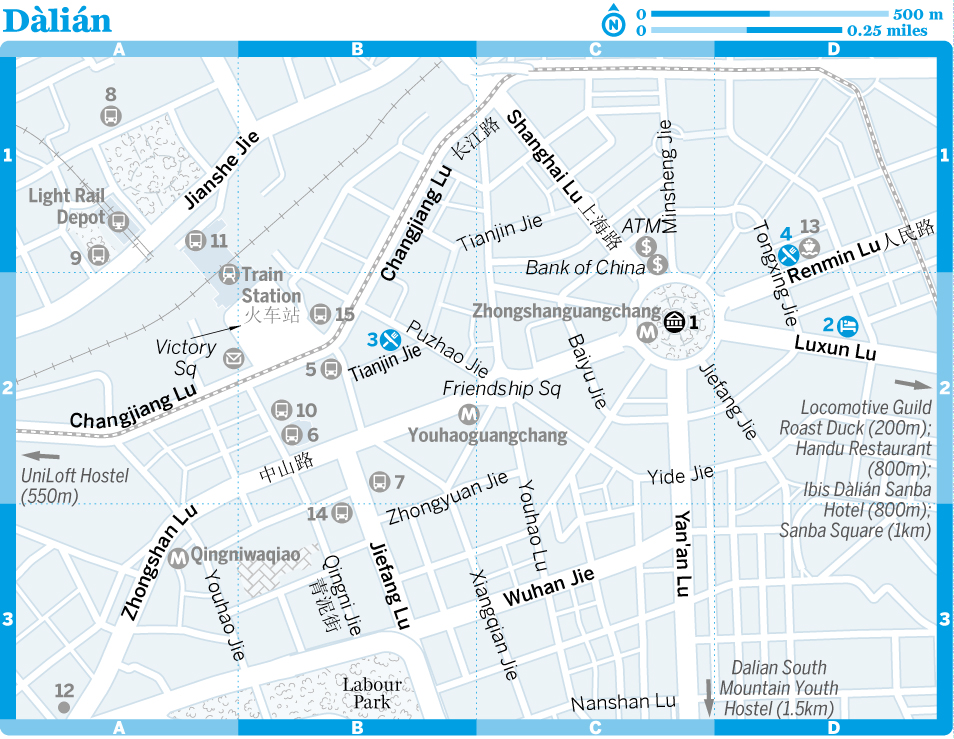 Dàlián
N
0 500 m
0 0.25 miles
A B C D
1
1
2
2
3
3
8
Light Rail
Depot
9
11
Jianshe Jie
Train
Station
火车站
15
Victory
Sq
Changjiang Lu
Changjiang Lu 长江路
Shanghai Lu 上海路
Minsheng Jie
Tianjin Jie
ATM
Bank of China
Zhongshanguangchang
1
Tongxing Jie
4
13
Renmin Lu 人民路
2
Luxun Lu
3
Puzhao Jie
Tianjin Jie
5
Friendship Sq
Youhaoguangchang
Baiyu Jie
Jiefang Jie
10
6
中山路
7
14
Zhongyuan Jie
Youhao Lu
Yide Jie
Yan'an Lu
Locomotive Guild
Roast Duck (200m);
Handu Restaurant
(800m);
Ibis Dàlián Sanba
Hotel (800m);
Sanba Square (1km)
UniLoft Hostel
(550m)
Zhongshan Lu
Qingniwaqiao
Youhao Jie
Qingni Jie
青泥街
Jiefang Lu
Xiangqian Jie
Wuhan Jie
12
Labour
Park
Nanshan Lu
Dalian South
Mountain Youth
Hostel (1.5km)
M
M
M
$
$
A B C D